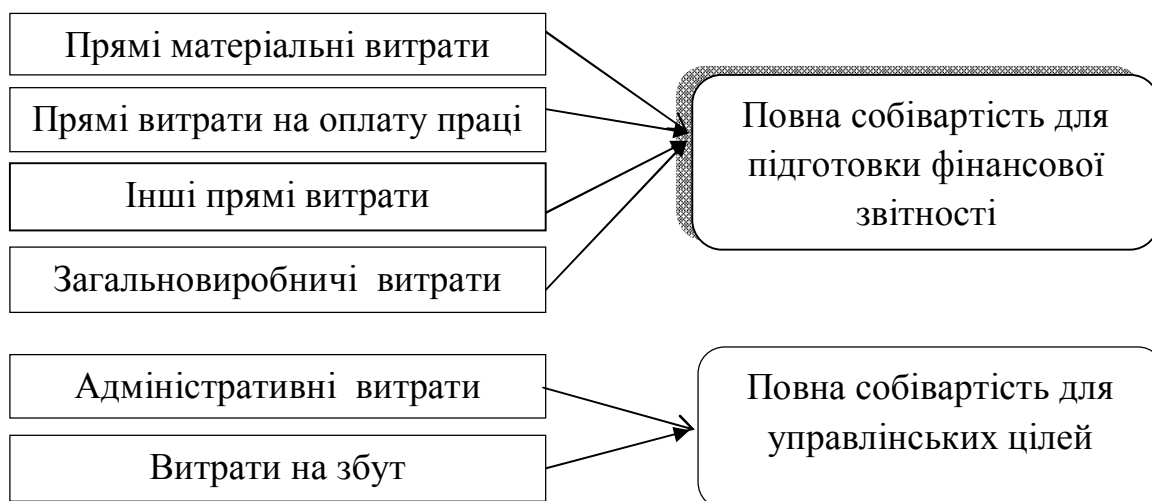 Прямі матеріальні витрати
Прямі витрати на оплату праці
Інші прямі витрати
Загальновиробничі витрати
Повна собівартість для
підготовки фінансової
звітності
Адміністративні витрати
Витрати на збут
Повна собівартість для
управлінських цілей